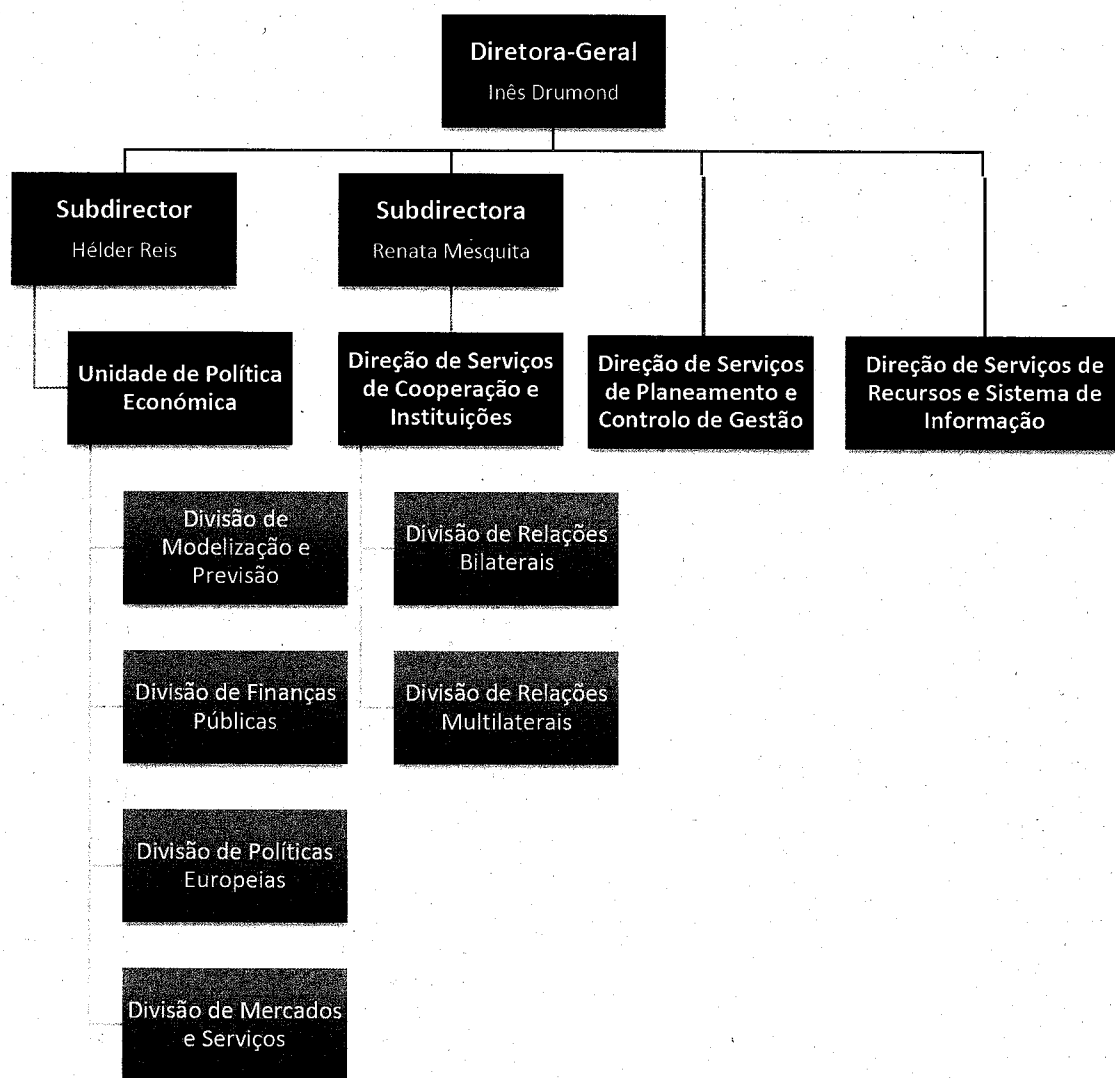 Diretora-Geral
Inês Drumond
Subdirector
Hélder Reis
Subdirectora
Renata Mesquita
Unidade de Política
Económica
Direção de Serviços
de Cooperação e
Instituições
Direção de Serviços
de Planeamento e
Controlo de Gestão
Direção de Serviços de
Recursos e Sistema de
Informação
Divisão de
Modelização e
Previsão
Divisão de Relações
Bilaterais
Divisão de Finanças
Públicas
Divisão de Relações
Multilaterais
Divisão de Políticas
Europeias
Divisão de Mercados
e Serviços